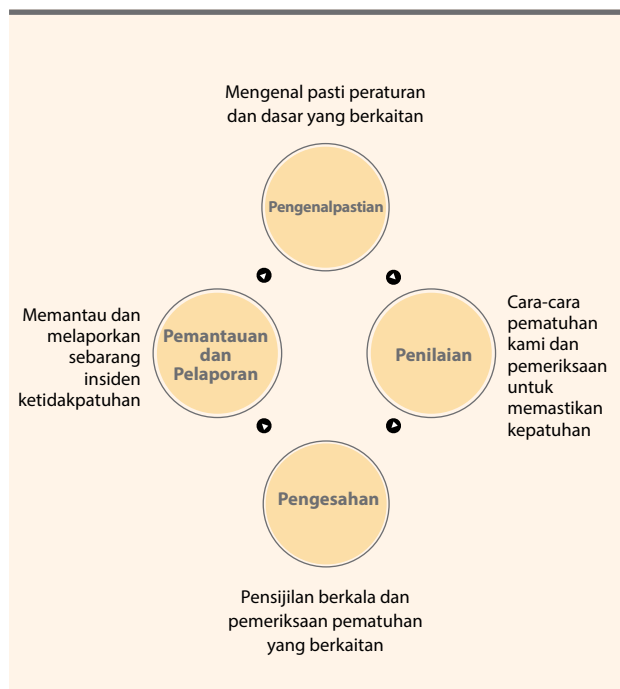 Mengenal pasti peraturan
dan dasar yang berkaitan
Pengenalpastian
Cara-cara
pematuhan
kami dan
pemeriksaan
untuk
memastikan
kepatuhan
Penilaian
Pengesahan
Pensijilan berkala dan
pemeriksaan pematuhan
yang berkaitan
Pemantauan
dan
Pelaporan
Memantau dan
melaporkan
sebarang
insiden
ketidakpatuhan